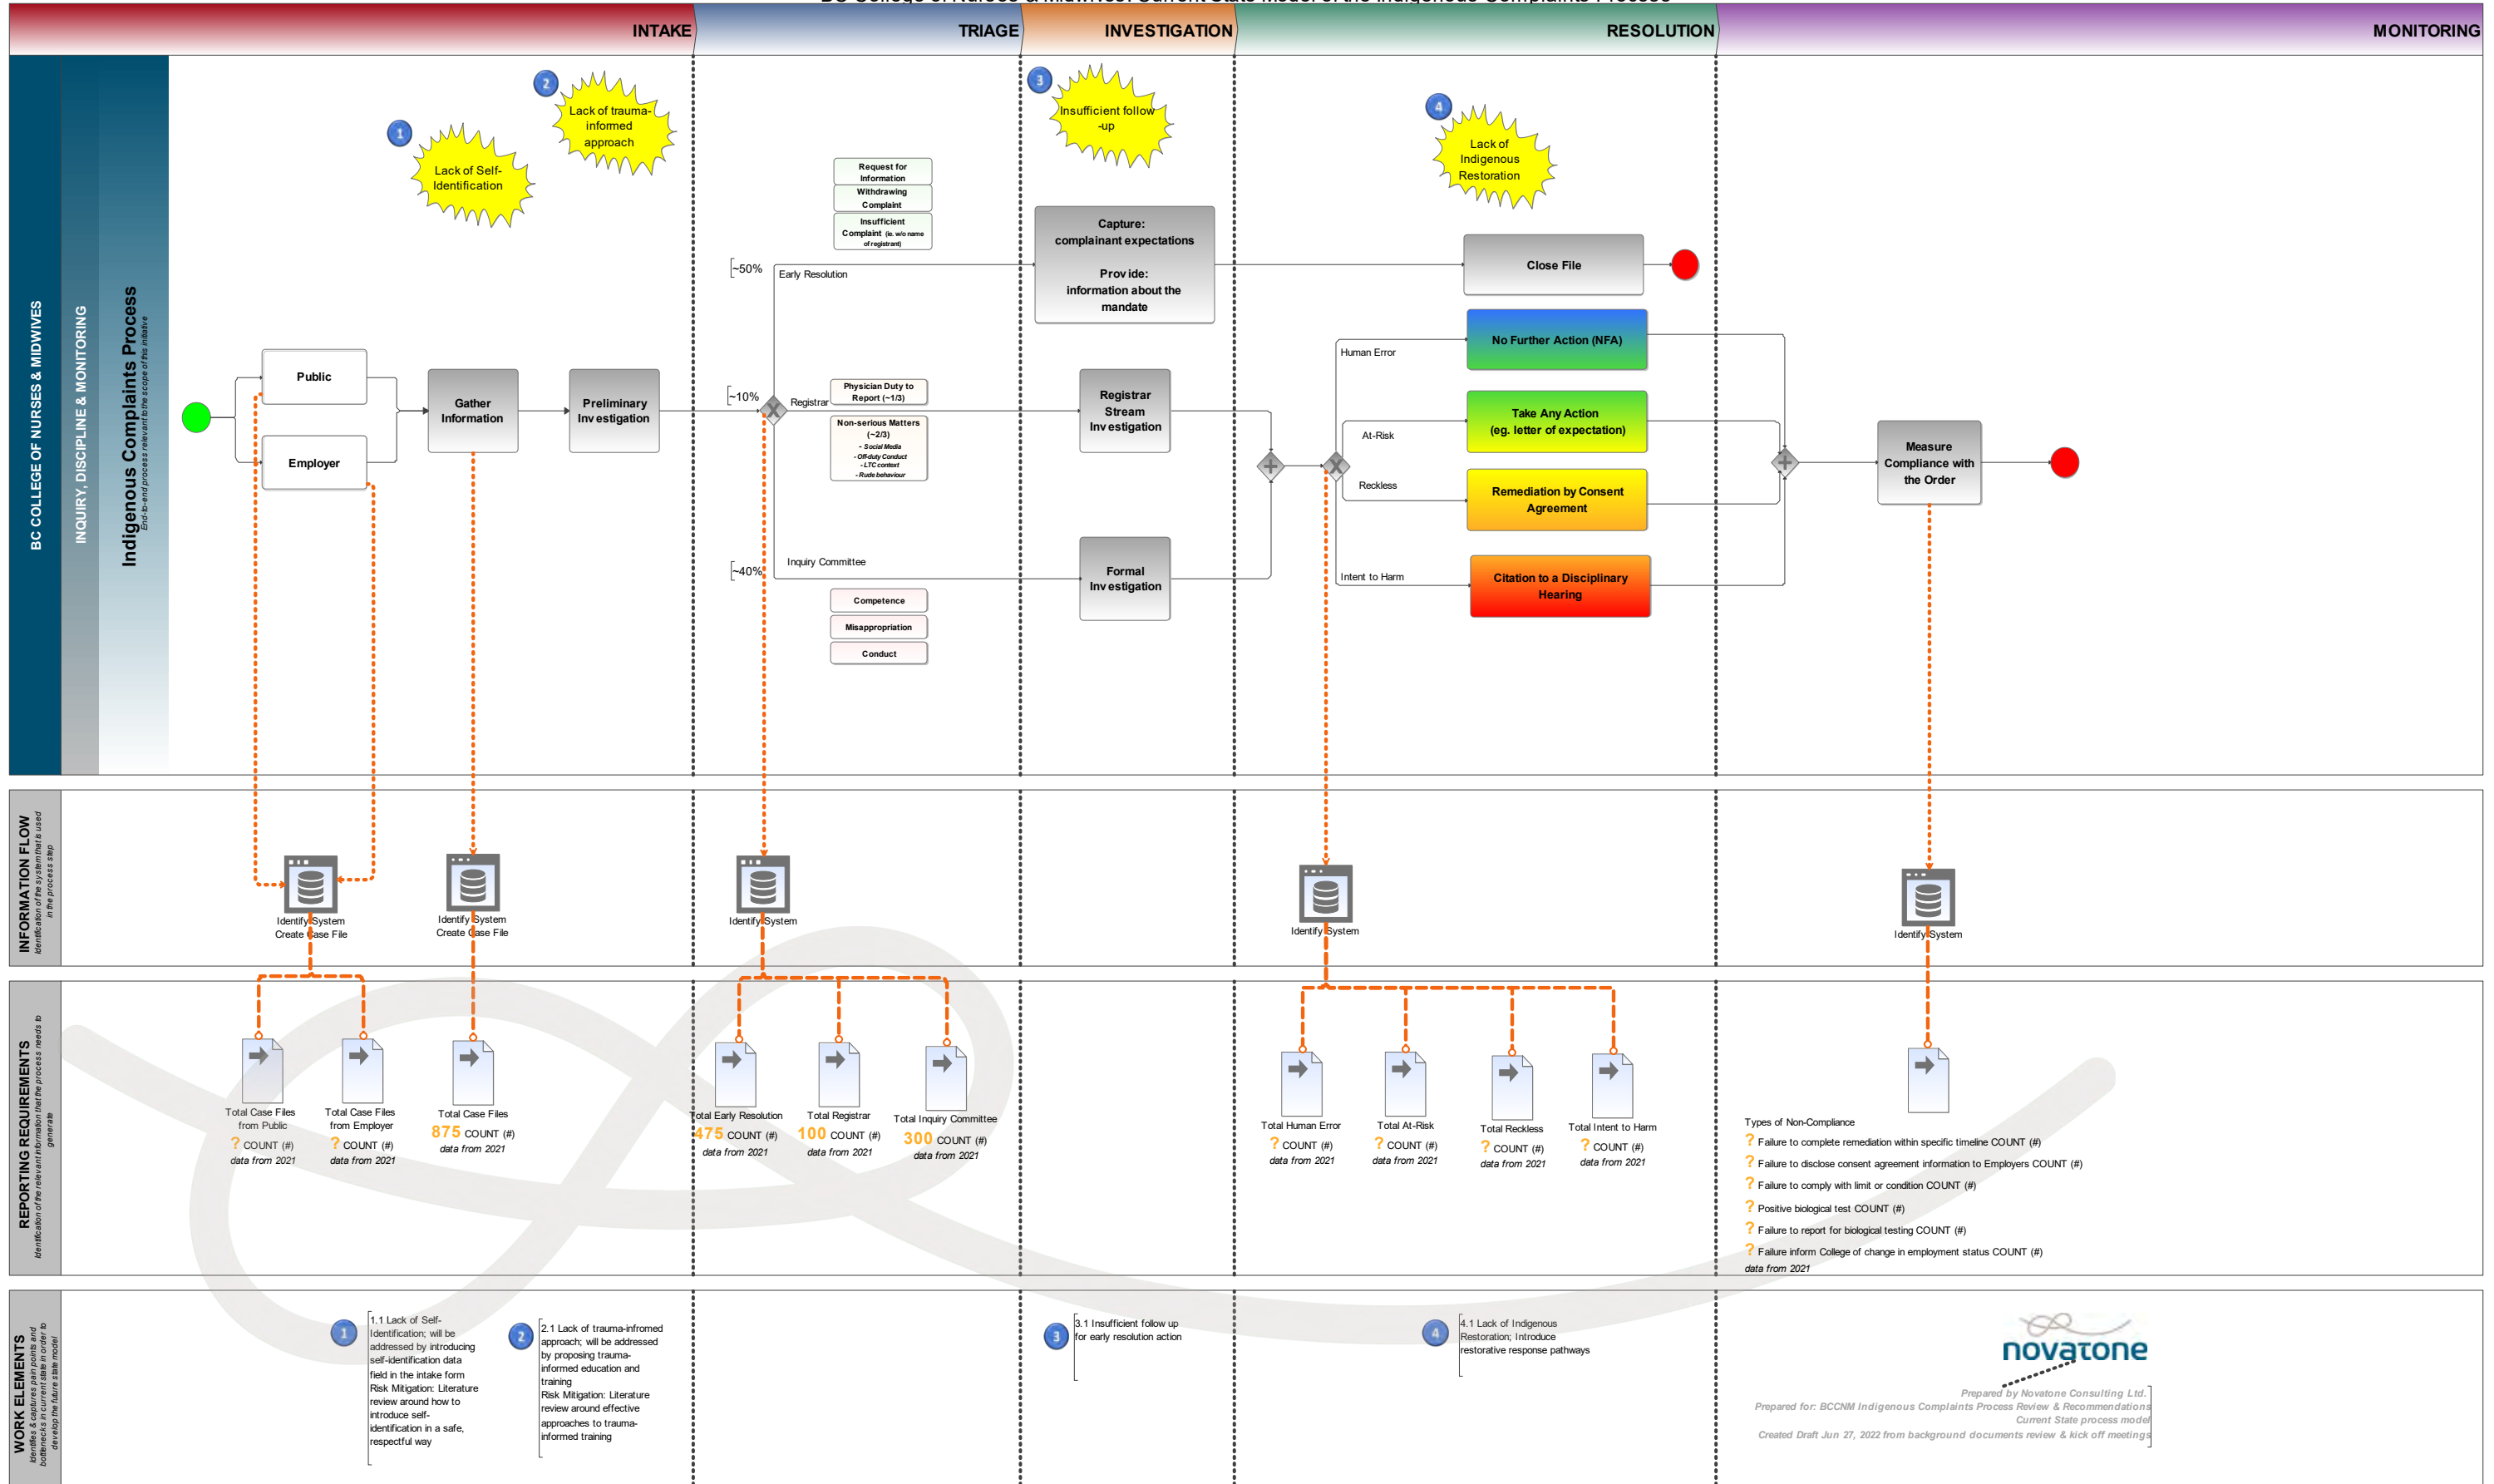 BC College of Nurses & Midwives: Current State Model of the Indigenous Complaints Process
INTAKE
TRIAGE
INVESTIGATION
RESOLUTION
MONITORING
BC COLLEGE OF NURSES & MIDWIVES
INQUIRY, DISCIPLINE & MONITORING
Indigenous Complaints Process
End-to-end process relevant to the scope of this initiative
1
Lack of Self-
Identification
2
Lack of trauma-
informed
approach
3
Insufficient follow
-up
4
Lack of
Indigenous
Restoration
Public
Employer
Gather
Information
Preliminary
Investigation
Request for
Information
Withdrawing
Complaint
Insufficient
Complaint (ie. w/o name
of registrant)
~50%
Early Resolution
~10%
X
Registrar
Physician Duty to
Report (~1/3)
Non-serious Matters
(~2/3)
- Social Media
- Off-duty Conduct
- LTC context
- Rude behaviour
~40%
Inquiry Committee
Competence
Misappropriation
Conduct
Capture:
complainant expectations
Provide:
information about the
mandate
Registrar
Stream
Investigation
Formal
Investigation
+
X
Human Error
At-Risk
Reckless
Intent to Harm
Close File
No Further Action (NFA)
Take Any Action
(eg. letter of expectation)
Remediation by Consent
Agreement
Citation to a Disciplinary
Hearing
+
Measure
Compliance with
the Order
INFORMATION FLOW
Identification of the system that is used
in the process step
Identify System
Create Case File
Identify System
Create Case File
Identify System
Identify System
Identify System
REPORTING REQUIREMENTS
Identification of the relevant information that the process needs to
generate
Total Case Files
from Public
? COUNT (#)
data from 2021
Total Case Files
from Employer
? COUNT (#)
data from 2021
Total Case Files
875 COUNT (#)
data from 2021
Total Early Resolution
475 COUNT (#)
data from 2021
Total Registrar
100 COUNT (#)
data from 2021
Total Inquiry Committee
300 COUNT (#)
data from 2021
Total Human Error
? COUNT (#)
data from 2021
Total At-Risk
? COUNT (#)
data from 2021
Total Reckless
? COUNT (#)
data from 2021
Total Intent to Harm
? COUNT (#)
data from 2021
Types of Non-Compliance
? Failure to complete remediation within specific timeline COUNT (#)
? Failure to disclose consent agreement information to Employers COUNT (#)
? Failure to comply with limit or condition COUNT (#)
? Positive biological test COUNT (#)
? Failure to report for biological testing COUNT (#)
? Failure inform College of change in employment status COUNT (#)
data from 2021
WORK ELEMENTS
Identifies & captures pain points and
bottlenecks in current state in order to
develop the future state model
1
1.1 Lack of Self-
Identification; will be
addressed by introducing
self-identification data
field in the intake form
Risk Mitigation: Literature
review around how to
introduce self-
identification in a safe,
respectful way
2
2.1 Lack of trauma-infromed
approach; will be addressed
by proposing trauma-
informed education and
training
Risk Mitigation: Literature
review around effective
approaches to trauma-
informed training
3
3.1 Insufficient follow up
for early resolution action
4
4.1 Lack of Indigenous
Restoration; Introduce
restorative response pathways
novatone
Prepared by Novatone Consulting Ltd.
Prepared for: BCCNM Indigenous Complaints Process Review & Recommendations
Current State process model
Created Draft Jun 27, 2022 from background documents review & kick off meetings